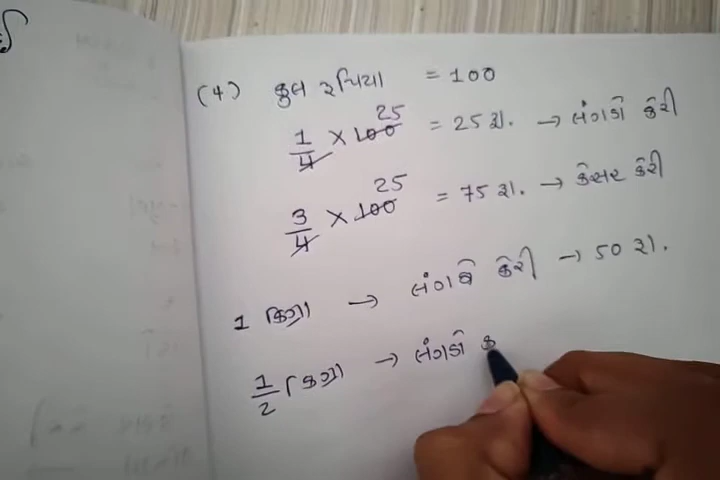 (4) કુલ રૂપિયા = 100
1/4 × 100 25 = 25 રૂ. → લંગડો કેરી
3/4 × 100 25 = 75 રૂ. → કેસર કેરી
1 કિગ્રા → લંગડો કેરી → 50 રૂ.
1/2 કિગ્રા → લંગડો ક